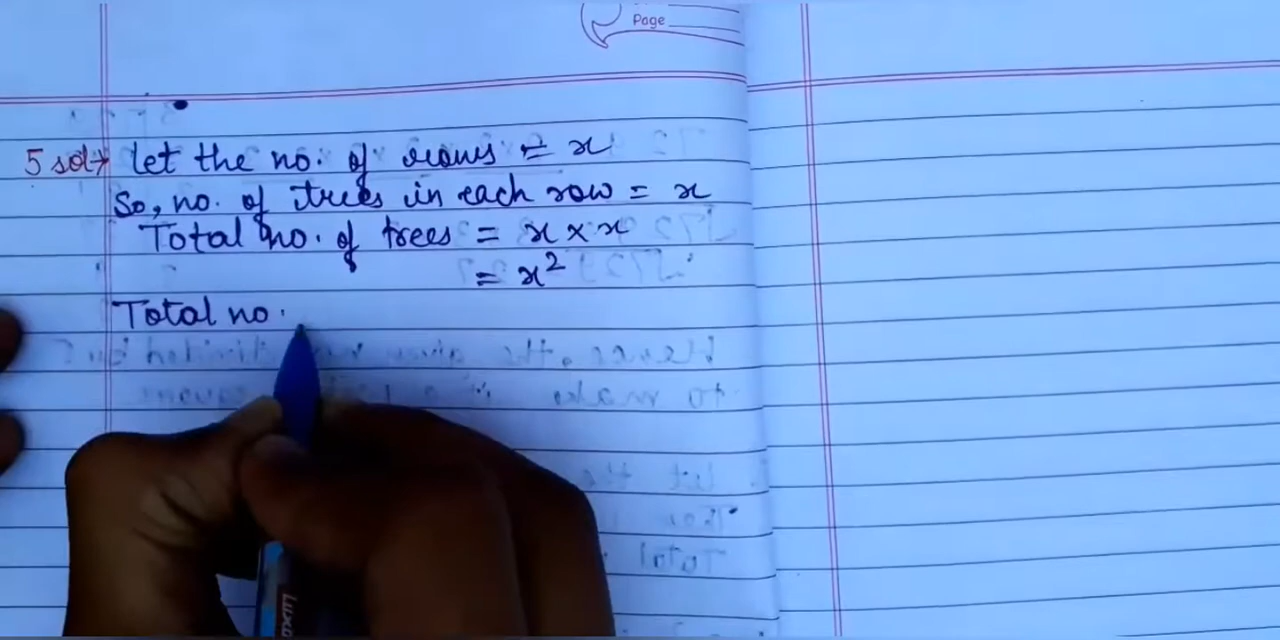 Page
5 sol→ let the no. of rows = x
So, no. of trees in each row = x
Total no. of trees = x × x
= x²
Total no.